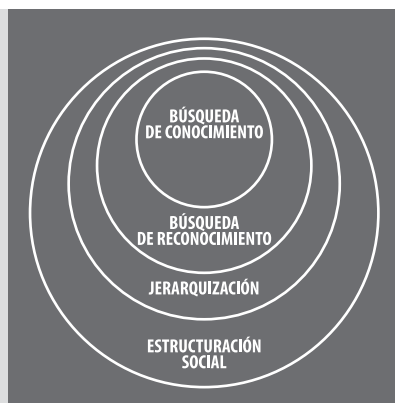 BÚSQUEDA
DE CONOCIMIENTO
BÚSQUEDA
DE RECONOCIMIENTO
JERARQUIZACIÓN
ESTRUCTURACIÓN
SOCIAL